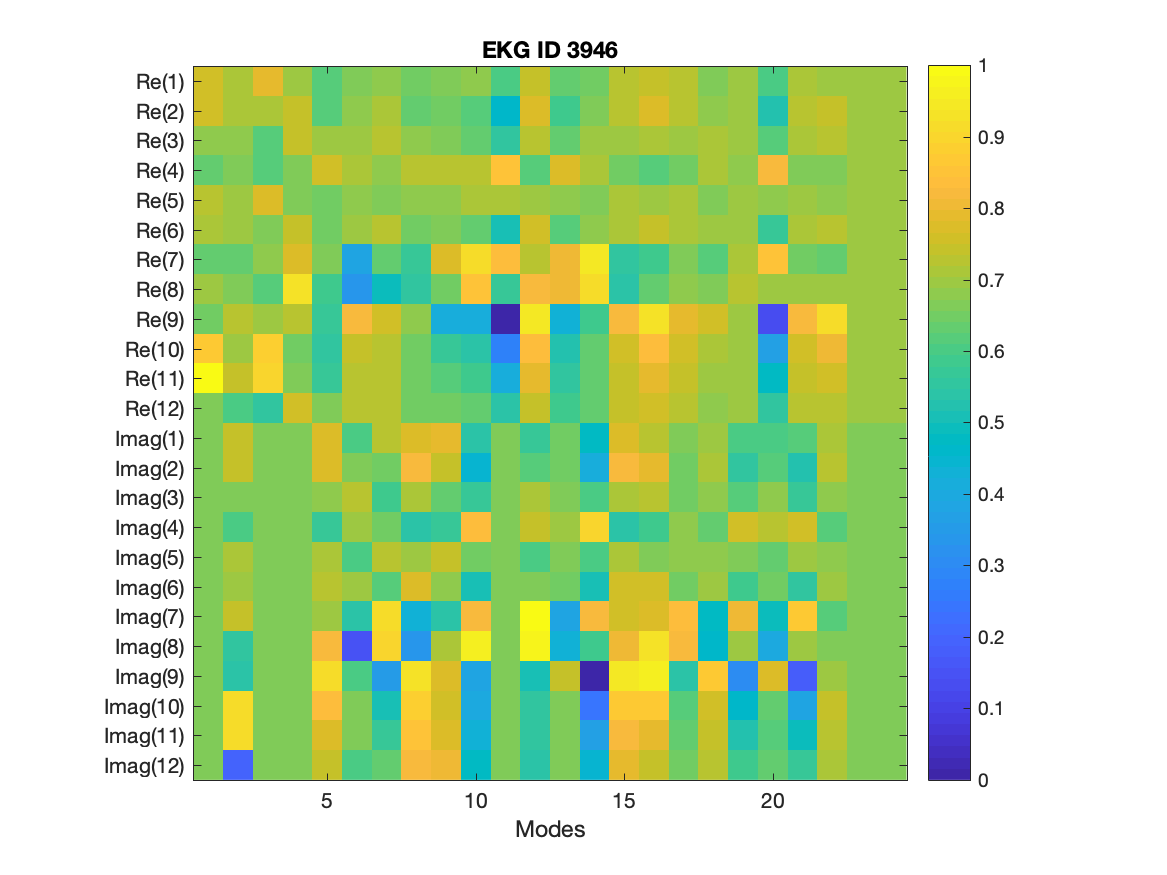 EKG ID 3946
Re(1)
Re(2)
Re(3)
Re(4)
Re(5)
Re(6)
Re(7)
Re(8)
Re(9)
Re(10)
Re(11)
Re(12)
Imag(1)
Imag(2)
Imag(3)
Imag(4)
Imag(5)
Imag(6)
Imag(7)
Imag(8)
Imag(9)
Imag(10)
Imag(11)
Imag(12)
5 10 15 20
Modes
1
0.9
0.8
0.7
0.6
0.5
0.4
0.3
0.2
0.1
0